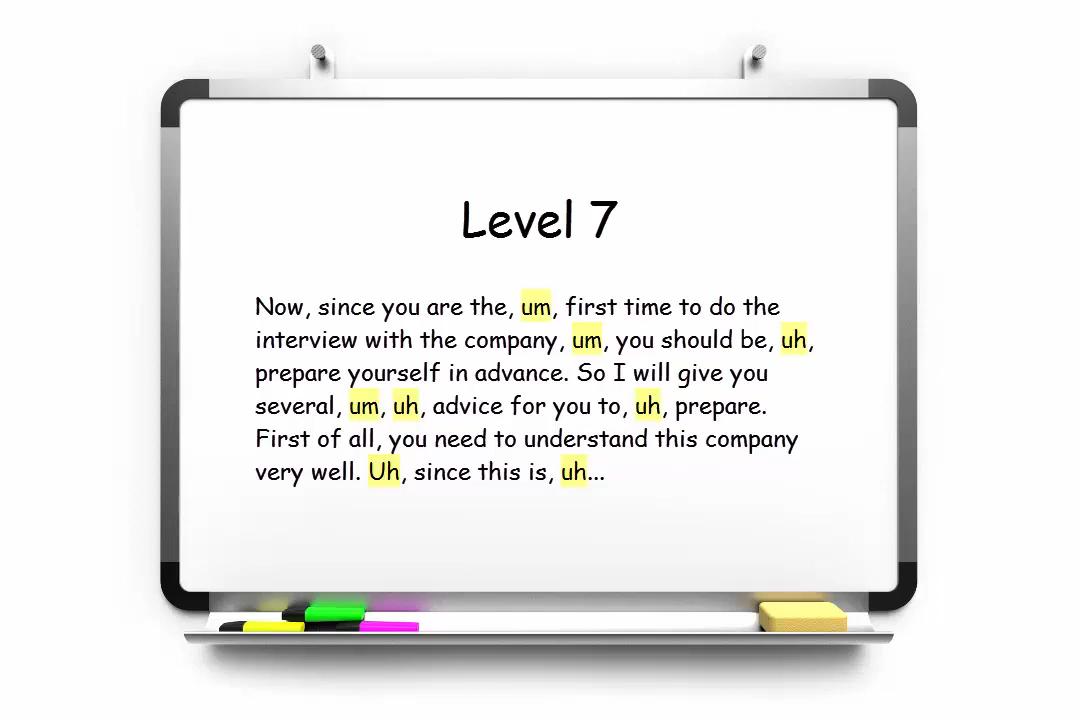 Level 7
Now, since you are the, um, first time to do the
interview with the company, um, you should be, uh,
prepare yourself in advance. So I will give you
several, um, uh, advice for you to, uh, prepare.
First of all, you need to understand this company
very well. Uh, since this is, uh...